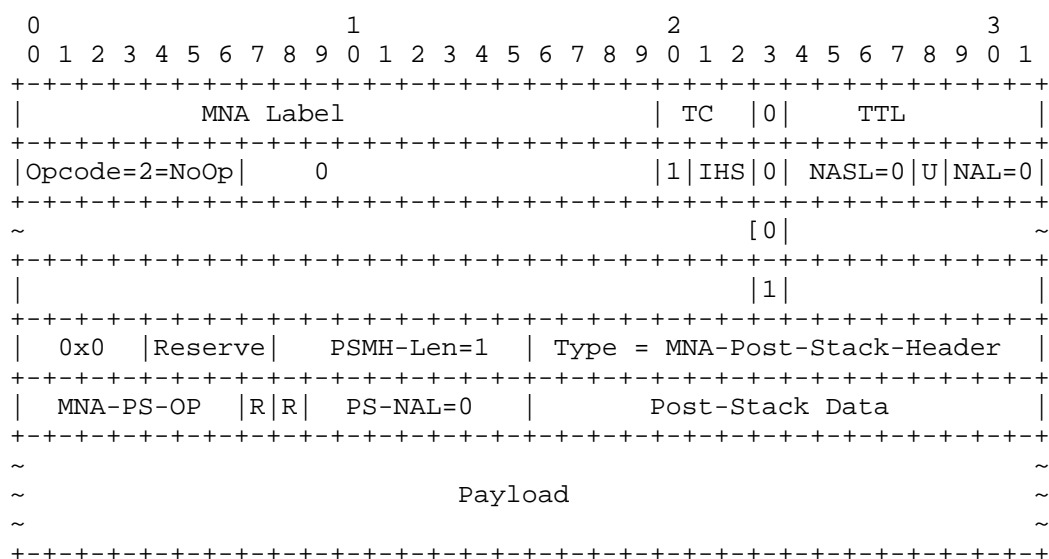 0                   1                   2                   3
 0 1 2 3 4 5 6 7 8 9 0 1 2 3 4 5 6 7 8 9 0 1 2 3 4 5 6 7 8 9 0 1
+-+-+-+-+-+-+-+-+-+-+-+-+-+-+-+-+-+-+-+-+-+-+-+-+-+-+-+-+-+-+-+-+
|           MNA Label                   | TC  |0|    TTL        |
+-+-+-+-+-+-+-+-+-+-+-+-+-+-+-+-+-+-+-+-+-+-+-+-+-+-+-+-+-+-+-+-+
|Opcode=2=NoOp|    0                    |1|IHS|0| NASL=0|U|NAL=0|
+-+-+-+-+-+-+-+-+-+-+-+-+-+-+-+-+-+-+-+-+-+-+-+-+-+-+-+-+-+-+-+-+
~                                             [0|               ~
+-+-+-+-+-+-+-+-+-+-+-+-+-+-+-+-+-+-+-+-+-+-+-+-+-+-+-+-+-+-+-+-+
|                                             |1|               |
+-+-+-+-+-+-+-+-+-+-+-+-+-+-+-+-+-+-+-+-+-+-+-+-+-+-+-+-+-+-+-+-+
|  0x0  |Reserve|   PSMH-Len=1  | Type = MNA-Post-Stack-Header  |
+-+-+-+-+-+-+-+-+-+-+-+-+-+-+-+-+-+-+-+-+-+-+-+-+-+-+-+-+-+-+-+-+
|  MNA-PS-OP  |R|R|  PS-NAL=0   |       Post-Stack Data         |
+-+-+-+-+-+-+-+-+-+-+-+-+-+-+-+-+-+-+-+-+-+-+-+-+-+-+-+-+-+-+-+-+
~                                                               ~
~                           Payload                             ~
~                                                               ~
+-+-+-+-+-+-+-+-+-+-+-+-+-+-+-+-+-+-+-+-+-+-+-+-+-+-+-+-+-+-+-+-+